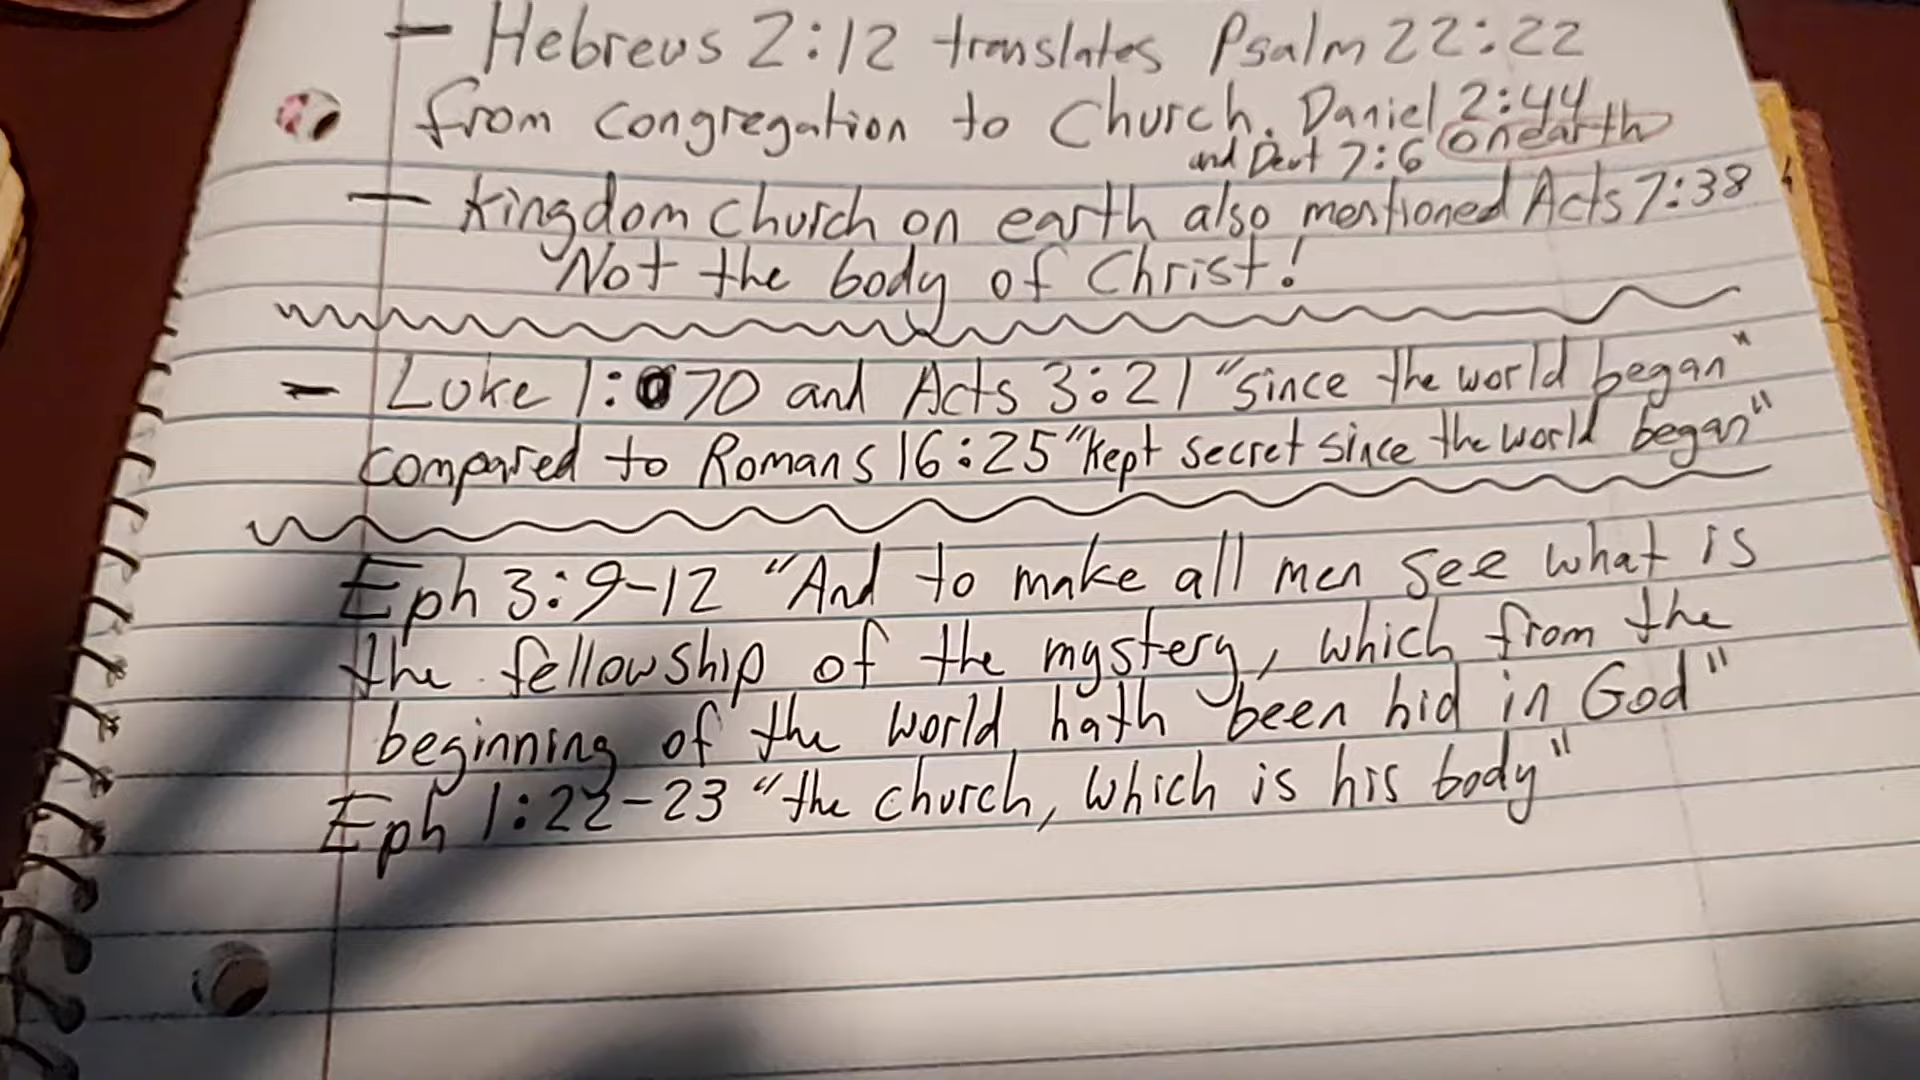 - Hebrews 2:12 translates Psalm 22:22
from congregation to Church. Daniel 2:44
and Deut 7:6 on earth
- Kingdom church on earth also mentioned Acts 7:38
Not the body of Christ!
- Luke 1:70 and Acts 3:21 "since the world began"
compared to Romans 16:25 "kept secret since the world began"
Eph 3:9-12 "And to make all men see what is
the fellowship of the mystery, which from the
beginning of the world hath been hid in God"
Eph 1:22-23 "the church, which is his body"